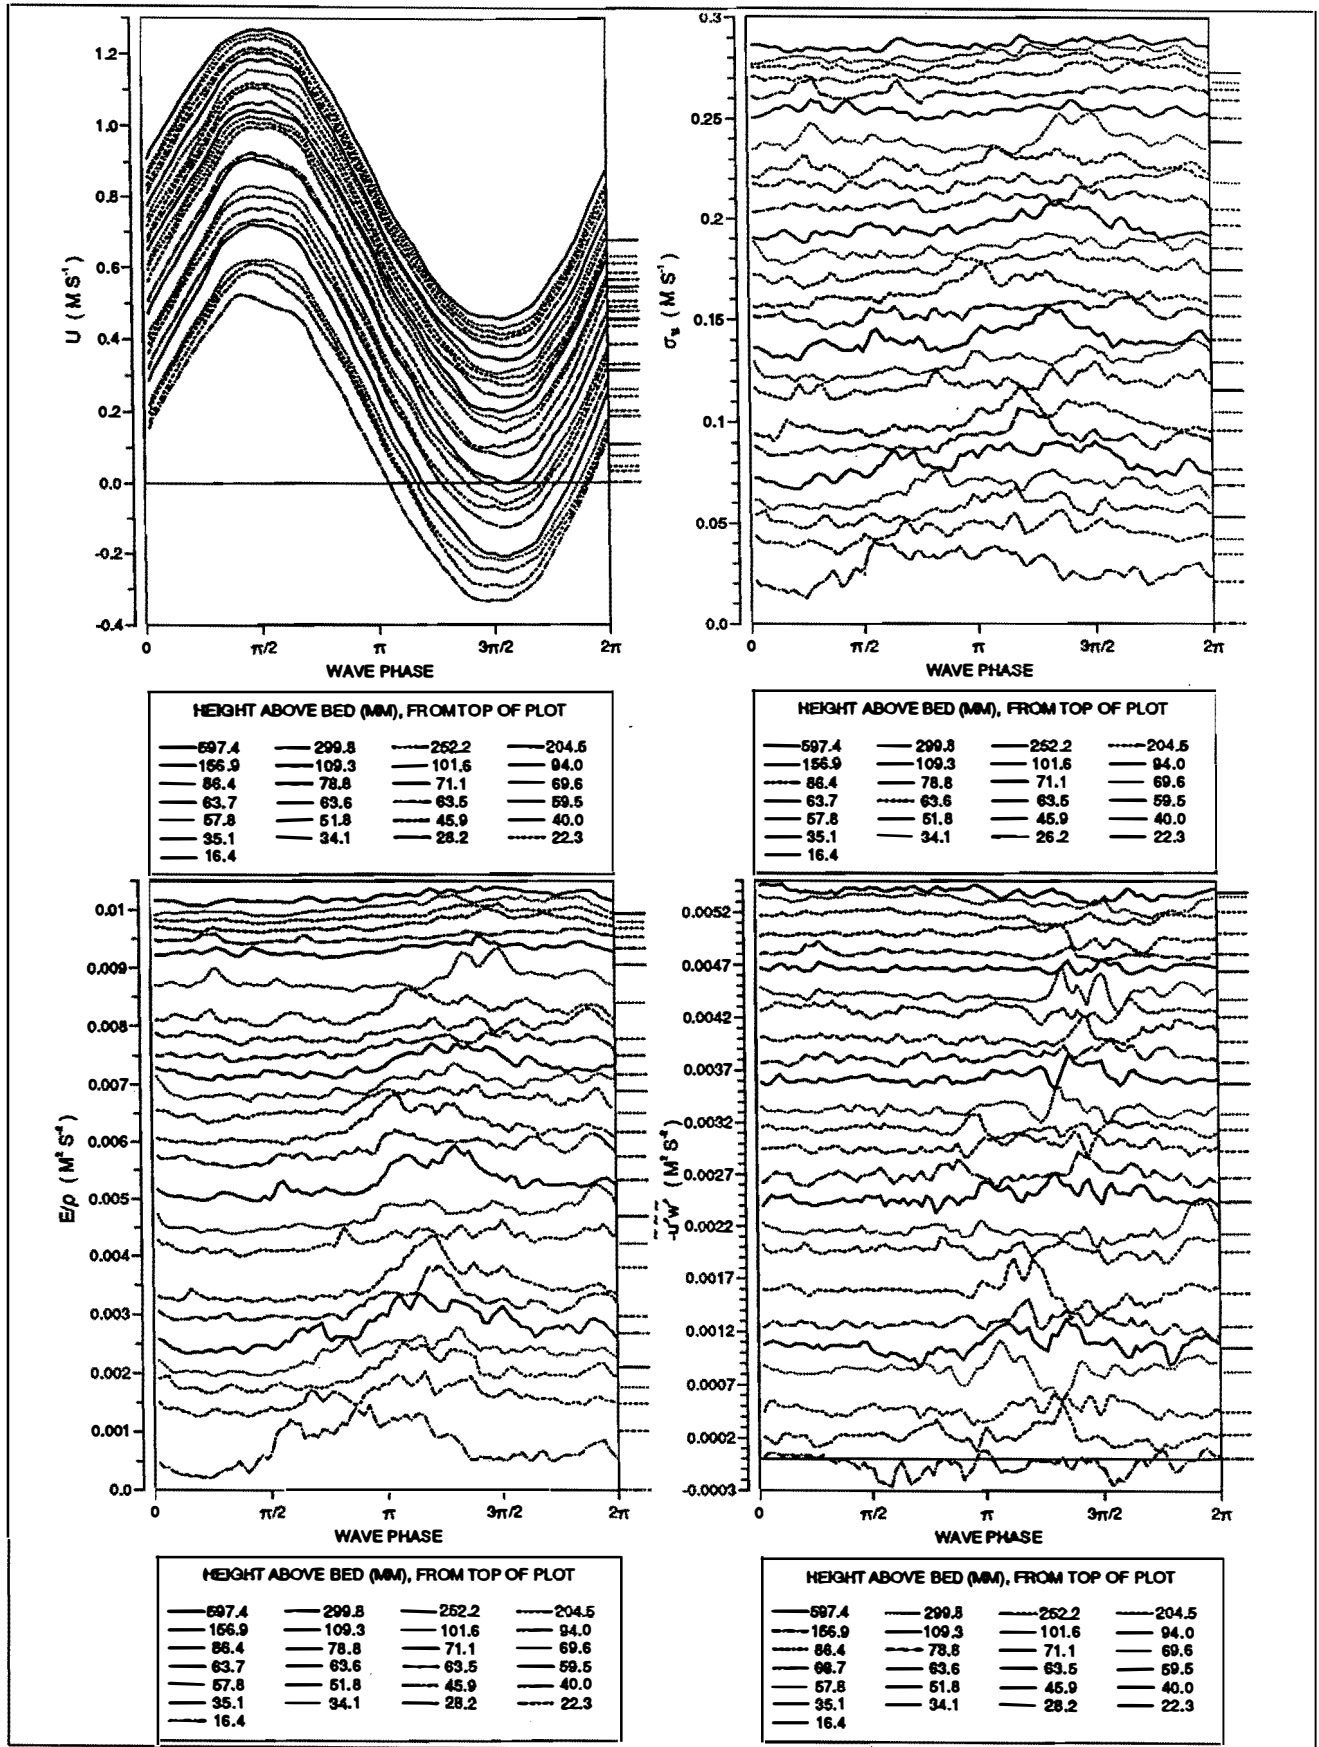 1.2
1.0
0.8
0.6
0.4
0.2
0.0
-0.2
-0.4
U ( M S⁻¹ )
0 π/2 π 3π/2 2π
WAVE PHASE
0.3
0.25
0.2
0.15
0.1
0.05
0.0
σᵤ ( M S⁻¹ )
0 π/2 π 3π/2 2π
WAVE PHASE
HEIGHT ABOVE BED (MM), FROM TOP OF PLOT
597.4 299.8 252.2 204.5
156.9 109.3 101.6 94.0
86.4 78.8 71.1 69.6
63.7 63.6 63.5 59.5
57.8 51.8 45.9 40.0
35.1 34.1 28.2 22.3
16.4
HEIGHT ABOVE BED (MM), FROM TOP OF PLOT
597.4 299.8 252.2 204.5
156.9 109.3 101.6 94.0
86.4 78.8 71.1 69.6
63.7 63.6 63.5 59.5
57.8 51.8 45.9 40.0
35.1 34.1 26.2 22.3
16.4
0.01
0.009
0.008
0.007
0.006
0.005
0.004
0.003
0.002
0.001
0.0
E/ρ ( M² S⁻² )
0 π/2 π 3π/2 2π
WAVE PHASE
0.0052
0.0047
0.0042
0.0037
0.0032
0.0027
0.0022
0.0017
0.0012
0.0007
0.0002
-0.0003
-u'w' ( M² S⁻² )
0 π/2 π 3π/2 2π
WAVE PHASE
HEIGHT ABOVE BED (MM), FROM TOP OF PLOT
597.4 299.8 252.2 204.5
156.9 109.3 101.6 94.0
86.4 78.8 71.1 69.6
63.7 63.6 63.5 59.5
57.8 51.8 45.9 40.0
35.1 34.1 28.2 22.3
16.4
HEIGHT ABOVE BED (MM), FROM TOP OF PLOT
597.4 299.8 252.2 204.5
156.9 109.3 101.6 94.0
86.4 78.8 71.1 69.6
66.7 63.6 63.5 59.5
57.8 51.8 45.9 40.0
35.1 34.1 28.2 22.3
16.4